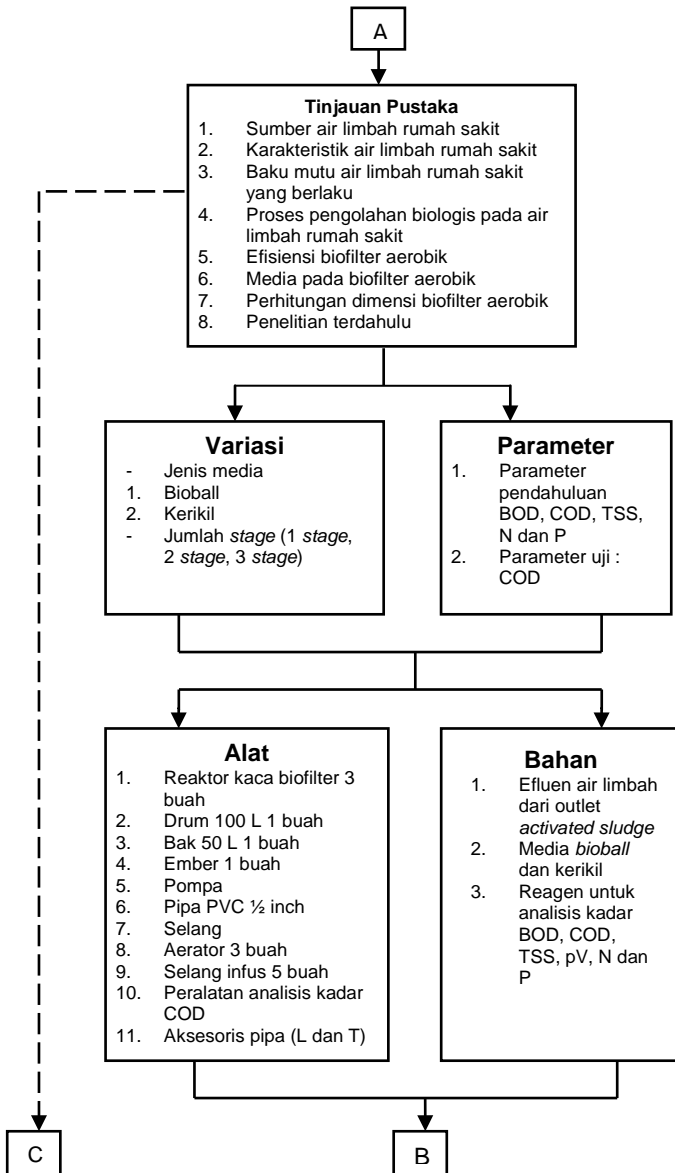 A
Tinjauan Pustaka
1. Sumber air limbah rumah sakit
2. Karakteristik air limbah rumah sakit
3. Baku mutu air limbah rumah sakit
yang berlaku
4. Proses pengolahan biologis pada air
limbah rumah sakit
5. Efisiensi biofilter aerobik
6. Media pada biofilter aerobik
7. Perhitungan dimensi biofilter aerobik
8. Penelitian terdahulu
Variasi
- Jenis media
1. Bioball
2. Kerikil
- Jumlah stage (1 stage,
2 stage, 3 stage)
Parameter
1. Parameter
pendahuluan
BOD, COD, TSS,
N dan P
2. Parameter uji :
COD
Alat
1. Reaktor kaca biofilter 3
buah
2. Drum 100 L 1 buah
3. Bak 50 L 1 buah
4. Ember 1 buah
5. Pompa
6. Pipa PVC ½ inch
7. Selang
8. Aerator 3 buah
9. Selang infus 5 buah
10. Peralatan analisis kadar
COD
11. Aksesoris pipa (L dan T)
Bahan
1. Efluen air limbah
dari outlet
activated sludge
2. Media bioball
dan kerikil
3. Reagen untuk
analisis kadar
BOD, COD,
TSS, pV, N dan
P
C
B